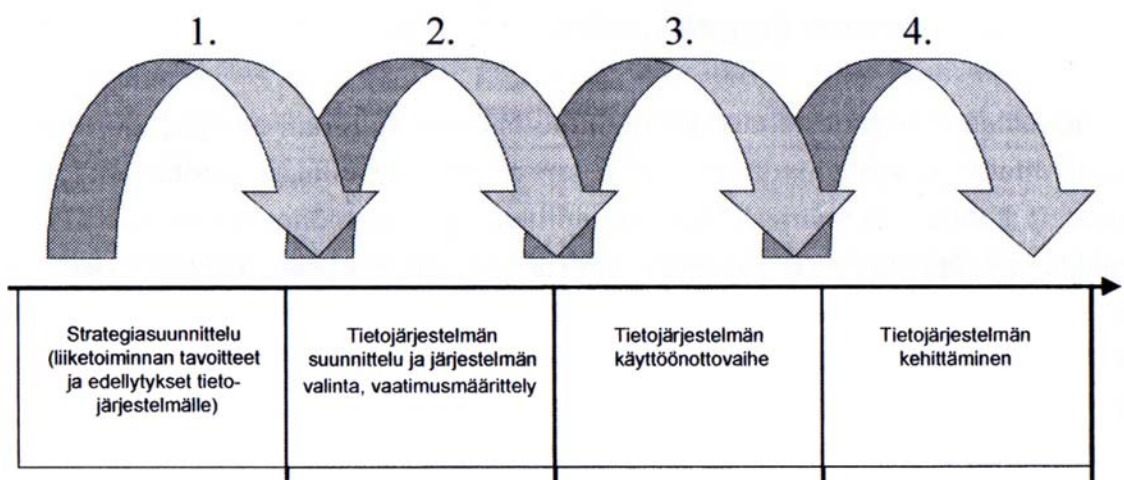 1.
2.
3.
4.
Strategiasuunnittelu
(liiketoiminnan tavoitteet
ja edellytykset tieto-
järjestelmälle)
Tietojärjestelmän
suunnittelu ja järjestelmän
valinta, vaatimusmäärittely
Tietojärjestelmän
käyttöönottovaihe
Tietojärjestelmän
kehittäminen